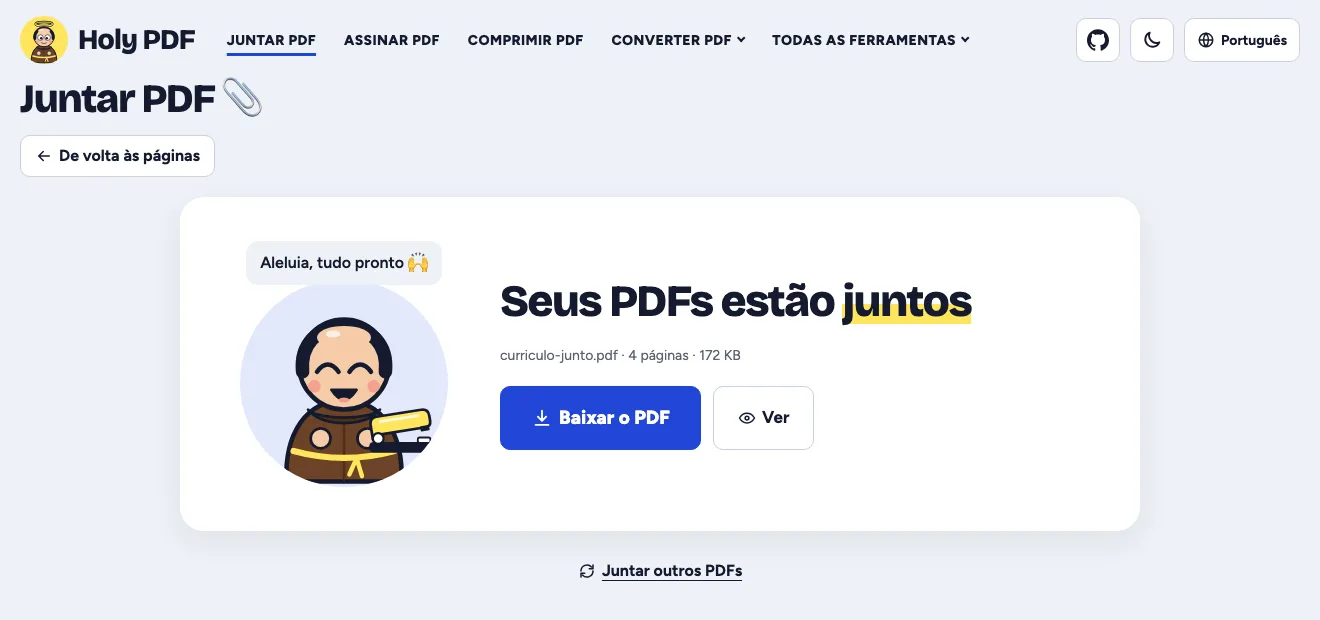 Holy PDF
JUNTAR PDF
ASSINAR PDF
COMPRIMIR PDF
CONVERTER PDF
TODAS AS FERRAMENTAS
Português
Juntar PDF 📎
← De volta às páginas
Aleluia, tudo pronto 🙌
Seus PDFs estão juntos
curriculo-junto.pdf · 4 páginas · 172 KB
Baixar o PDF
Ver
Juntar outros PDFs